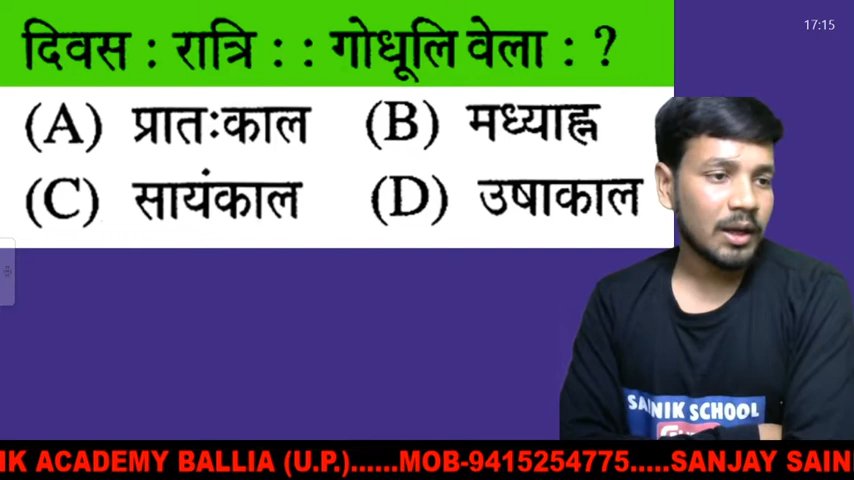 17:15
दिवस : रात्रि : : गोधूलि वेला : ?
(A) प्रातःकाल (B) मध्याह्न
(C) सायंकाल (D) उषाकाल
SAINIK SCHOOL
IK ACADEMY BALLIA (U.P.)......MOB-9415254775.....SANJAY SAIN